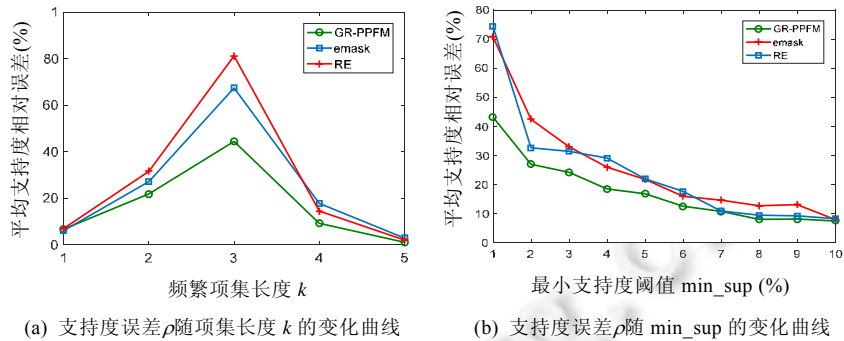 1
80
60
40
20
0
1 2 3 4 5
平均支持度相对误差(%)
GR-PPFM
emask
RE
频繁项集长度 k
(a) 支持度误差ρ随项集长度 k 的变化曲线
80
70
60
50
40
30
20
10
0
1 2 3 4 5 6 7 8 9 10
平均支持度相对误差(%)
GR-PPFM
emask
RE
最小支持度阈值 min_sup (%)
(b) 支持度误差ρ随 min_sup 的变化曲线